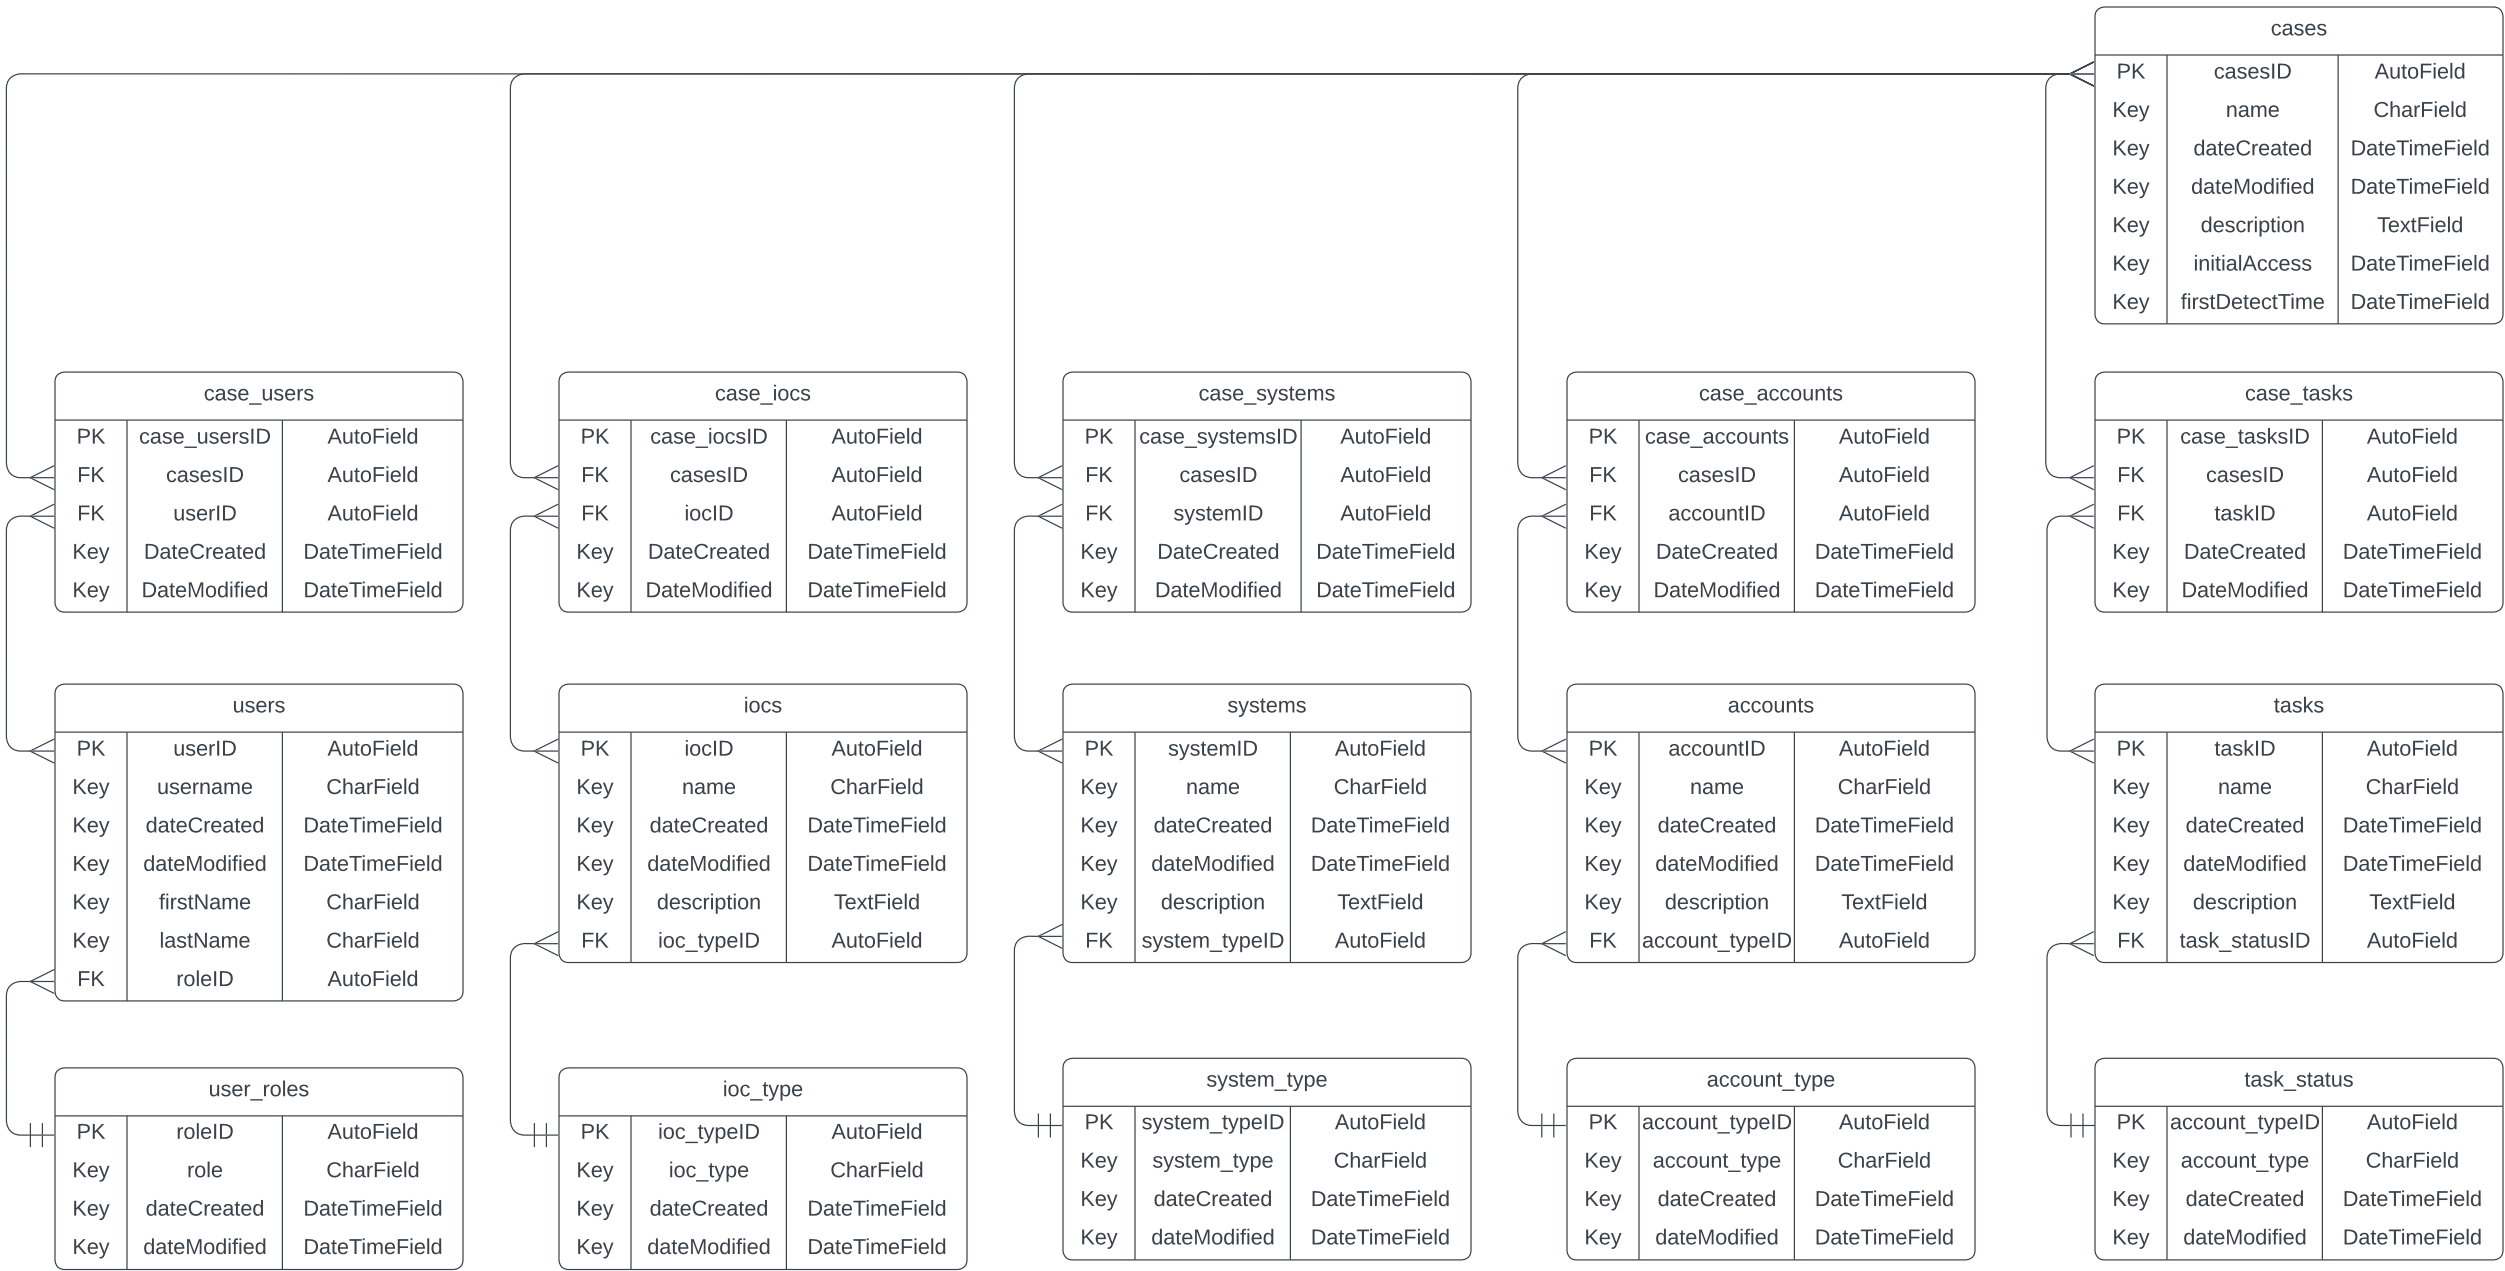 cases
PK casesID AutoField
Key name CharField
Key dateCreated DateTimeField
Key dateModified DateTimeField
Key description TextField
Key initialAccess DateTimeField
Key firstDetectTime DateTimeField
case_users
PK case_usersID AutoField
FK casesID AutoField
FK userID AutoField
Key DateCreated DateTimeField
Key DateModified DateTimeField
case_iocs
PK case_iocsID AutoField
FK casesID AutoField
FK iocID AutoField
Key DateCreated DateTimeField
Key DateModified DateTimeField
case_systems
PK case_systemsID AutoField
FK casesID AutoField
FK systemID AutoField
Key DateCreated DateTimeField
Key DateModified DateTimeField
case_accounts
PK case_accounts AutoField
FK casesID AutoField
FK accountID AutoField
Key DateCreated DateTimeField
Key DateModified DateTimeField
case_tasks
PK case_tasksID AutoField
FK casesID AutoField
FK taskID AutoField
Key DateCreated DateTimeField
Key DateModified DateTimeField
users
PK userID AutoField
Key username CharField
Key dateCreated DateTimeField
Key dateModified DateTimeField
Key firstName CharField
Key lastName CharField
FK roleID AutoField
iocs
PK iocID AutoField
Key name CharField
Key dateCreated DateTimeField
Key dateModified DateTimeField
Key description TextField
FK ioc_typeID AutoField
systems
PK systemID AutoField
Key name CharField
Key dateCreated DateTimeField
Key dateModified DateTimeField
Key description TextField
FK system_typeID AutoField
accounts
PK accountID AutoField
Key name CharField
Key dateCreated DateTimeField
Key dateModified DateTimeField
Key description TextField
FK account_typeID AutoField
tasks
PK taskID AutoField
Key name CharField
Key dateCreated DateTimeField
Key dateModified DateTimeField
Key description TextField
FK task_statusID AutoField
user_roles
PK roleID AutoField
Key role CharField
Key dateCreated DateTimeField
Key dateModified DateTimeField
ioc_type
PK ioc_typeID AutoField
Key ioc_type CharField
Key dateCreated DateTimeField
Key dateModified DateTimeField
system_type
PK system_typeID AutoField
Key system_type CharField
Key dateCreated DateTimeField
Key dateModified DateTimeField
account_type
PK account_typeID AutoField
Key account_type CharField
Key dateCreated DateTimeField
Key dateModified DateTimeField
task_status
PK account_typeID AutoField
Key account_type CharField
Key dateCreated DateTimeField
Key dateModified DateTimeField